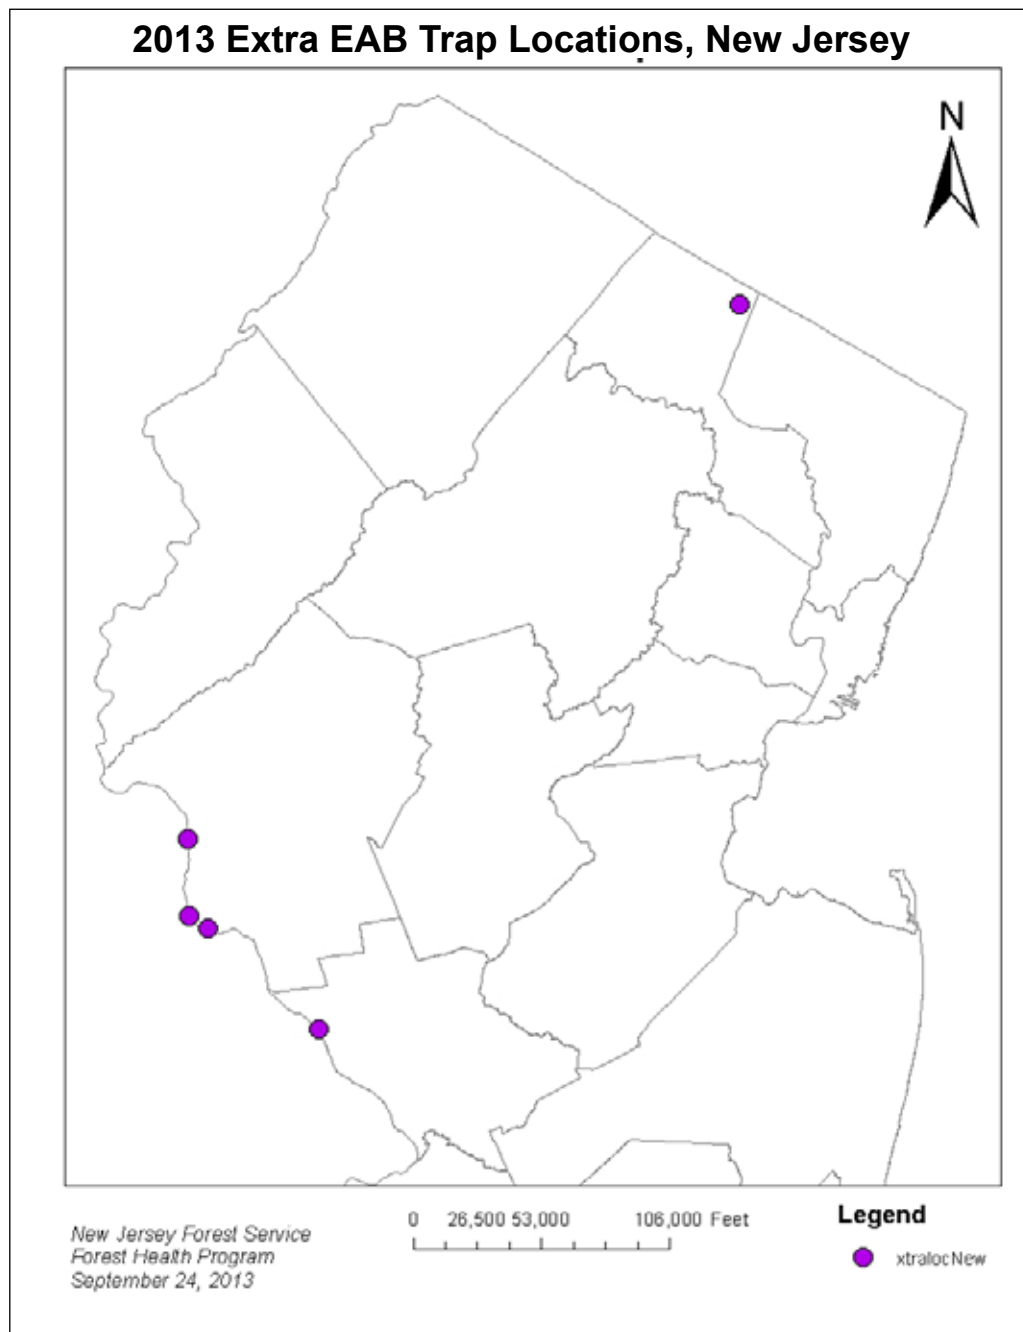 2013 Extra EAB Trap Locations, New Jersey
N
New Jersey Forest Service
Forest Health Program
September 24, 2013
0 26,500 53,000 106,000 Feet
Legend
xtralocNew